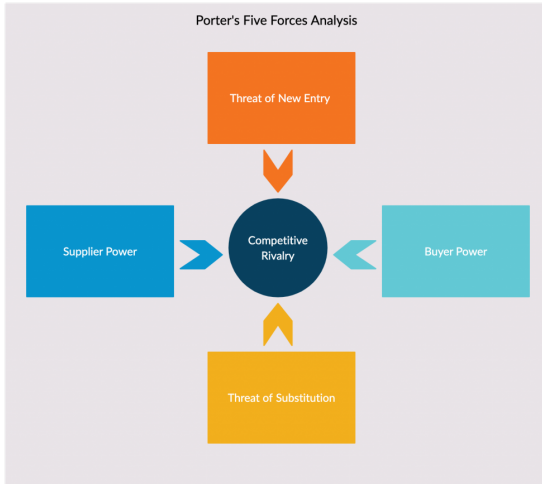 Porter's Five Forces Analysis
Threat of New Entry
Supplier Power
Competitive
Rivalry
Buyer Power
Threat of Substitution